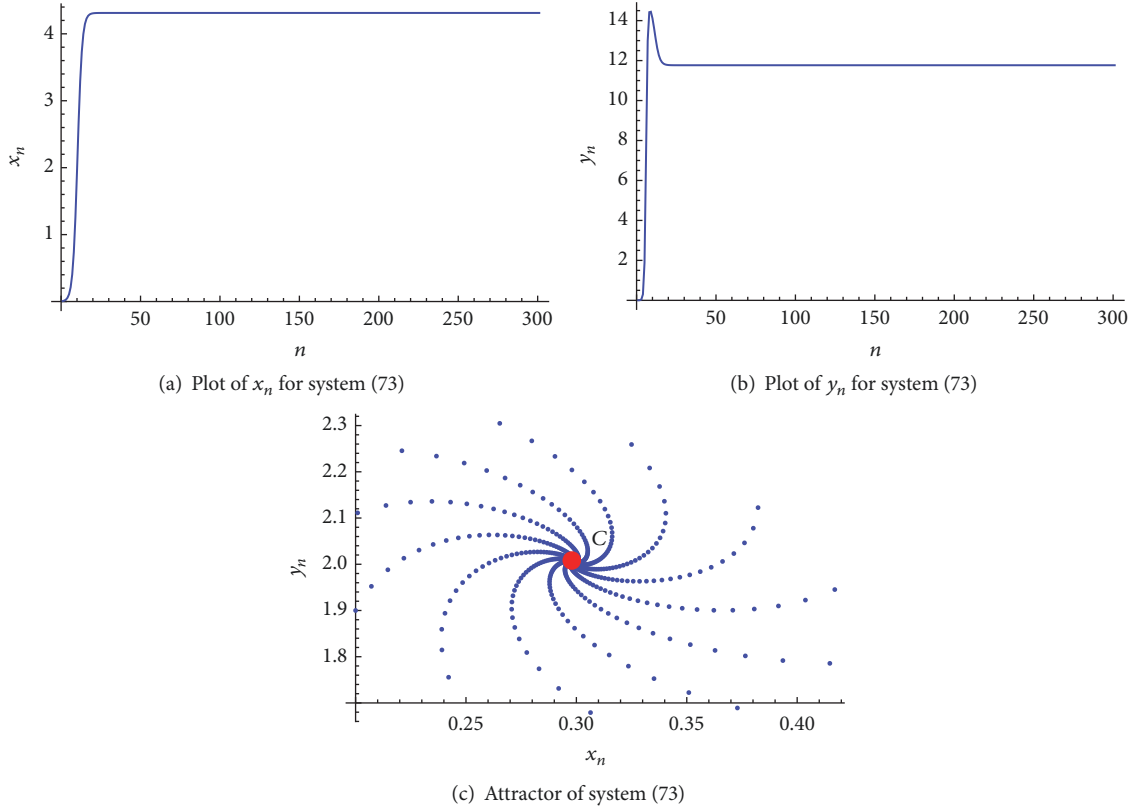 4
3
2
1
x_n
50 100 150 200 250 300
n
(a) Plot of x_n for system (73)
14
12
10
8
6
4
2
y_n
50 100 150 200 250 300
n
(b) Plot of y_n for system (73)
2.3
2.2
2.1
2.0
1.9
1.8
y_n
C
0.25 0.30 0.35 0.40
x_n
(c) Attractor of system (73)